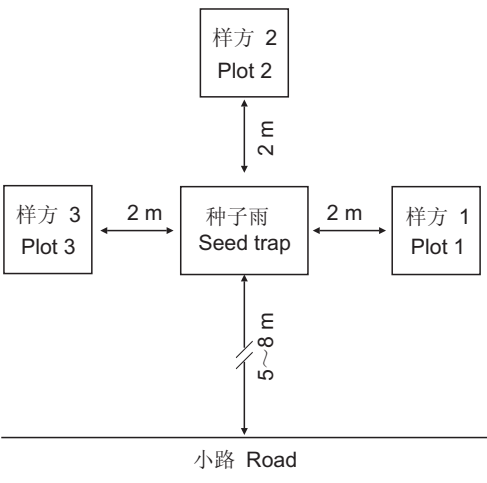 样方 2
Plot 2
2 m
样方 3
Plot 3
2 m
种子雨
Seed trap
2 m
样方 1
Plot 1
5～8 m
小路 Road